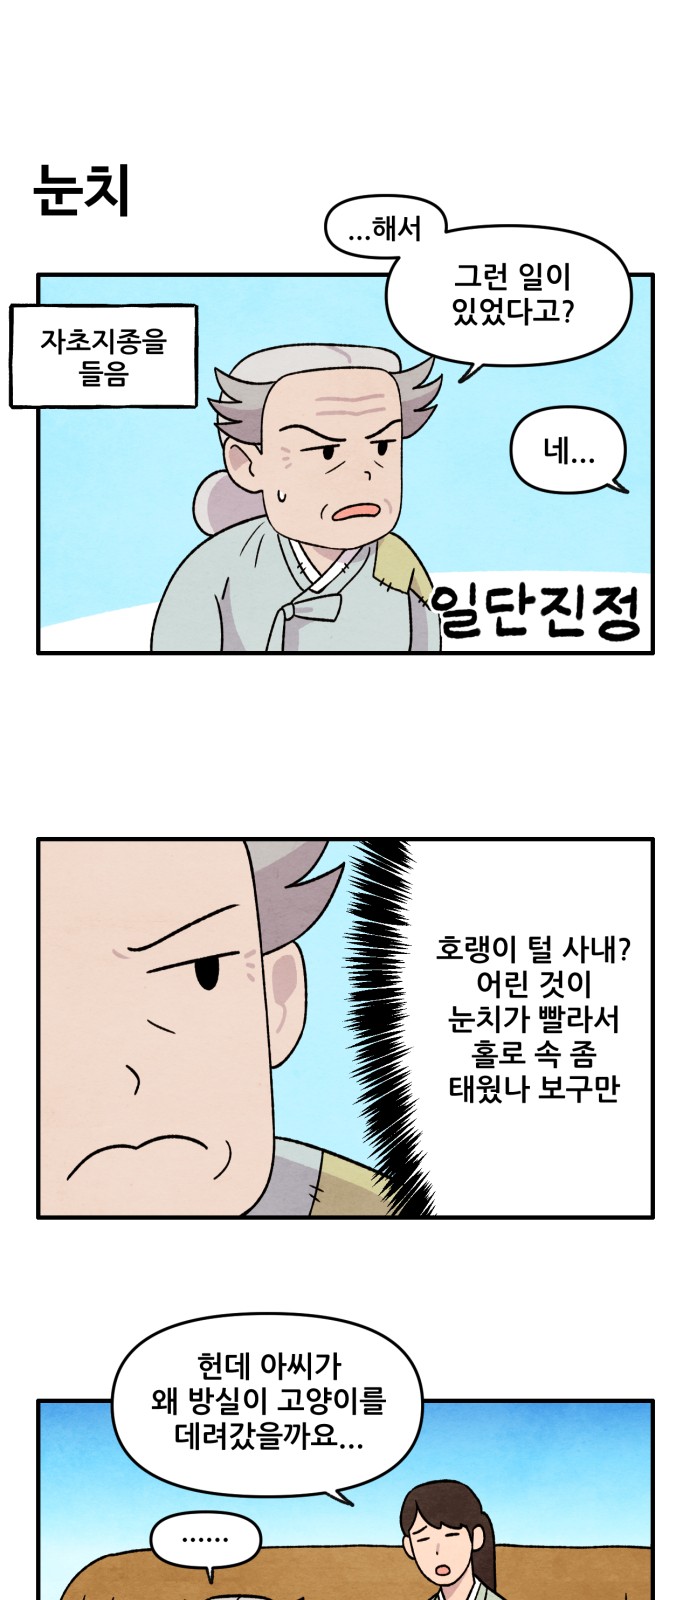 눈치
...해서
그런 일이
있었다고?
자초지종을
들음
네...
일단진정
호랭이 털 사내?
어린 것이
눈치가 빨라서
홀로 속 좀
태웠나 보구만
헌데 아씨가
왜 방실이 고양이를
데려갔을까요...
......